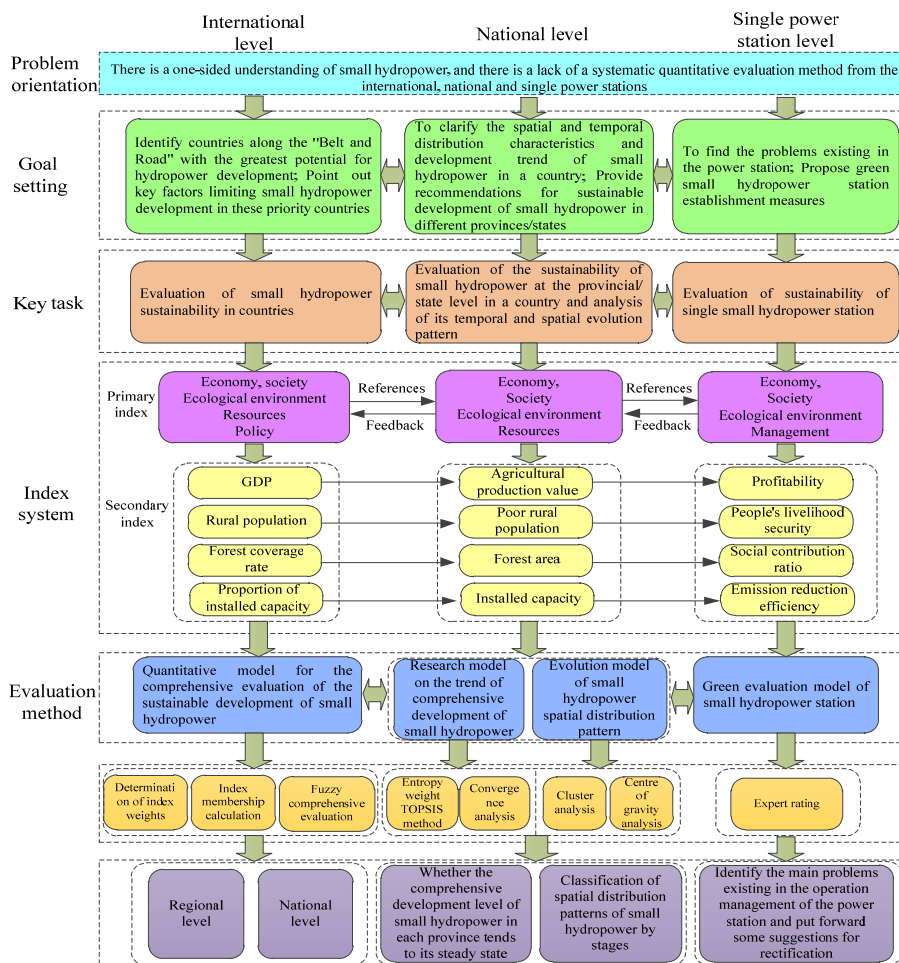 International
level
National level
Single power
station level
Problem
orientation
There is a one-sided understanding of small hydropower, and there is a lack of a systematic quantitative evaluation method from the
international, national and single power stations
Goal
setting
Identify countries along the "Belt and
Road" with the greatest potential for
hydropower development; Point out
key factors limiting small hydropower
development in these priority countries
To clarify the spatial and temporal
distribution characteristics and
development trend of small
hydropower in a country; Provide
recommendations for sustainable
development of small hydropower in
different provinces/states
To find the problems existing in
the power station; Propose green
small hydropower station
establishment measures
Key task
Evaluation of small hydropower
sustainability in countries
Evaluation of the sustainability of
small hydropower at the provincial/
state level in a country and analysis
of its temporal and spatial evolution
pattern
Evaluation of sustainability of
single small hydropower station
Index
system
Primary
index
Economy, society
Ecological environment
Resources
Policy
References
Feedback
Economy,
Society
Ecological environment
Resources
References
Feedback
Economy,
Society
Ecological environment
Management
Secondary
index
GDP
Agricultural
production value
Profitability
Rural population
Poor rural
population
People's livelihood
security
Forest coverage
rate
Forest area
Social contribution
ratio
Proportion of
installed capacity
Installed capacity
Emission reduction
efficiency
Evaluation
method
Quantitative model for the
comprehensive evaluation of the
sustainable development of small
hydropower
Research model
on the trend of
comprehensive
development of
small hydropower
Evolution model
of small
hydropower
spatial distribution
pattern
Green evaluation model of
small hydropower station
Determinati
on of index
weights
Index
membership
calculation
Fuzzy
comprehensive
evaluation
Entropy
weight
TOPSIS
method
Converge
nce
analysis
Cluster
analysis
Centre
of
gravity
analysis
Expert rating
Regional
level
National
level
Whether the
comprehensive
development level of
small hydropower in
each province tends
to its steady state
Classification of
spatial distribution
patterns of small
hydropower by
stages
Identify the main problems
existing in the operation
management of the power
station and put forward
some suggestions for
rectification